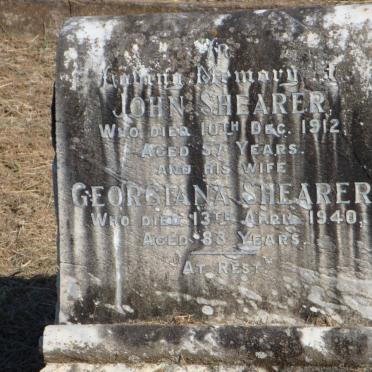 In
Loving Memory of
JOHN SHEARER
WHO DIED 10TH DEC. 1912.
AGED 57 YEARS.
AND HIS WIFE
GEORGIANA SHEARER
WHO DIED 13TH APRIL 1940,
AGED 83 YEARS.
"AT REST"